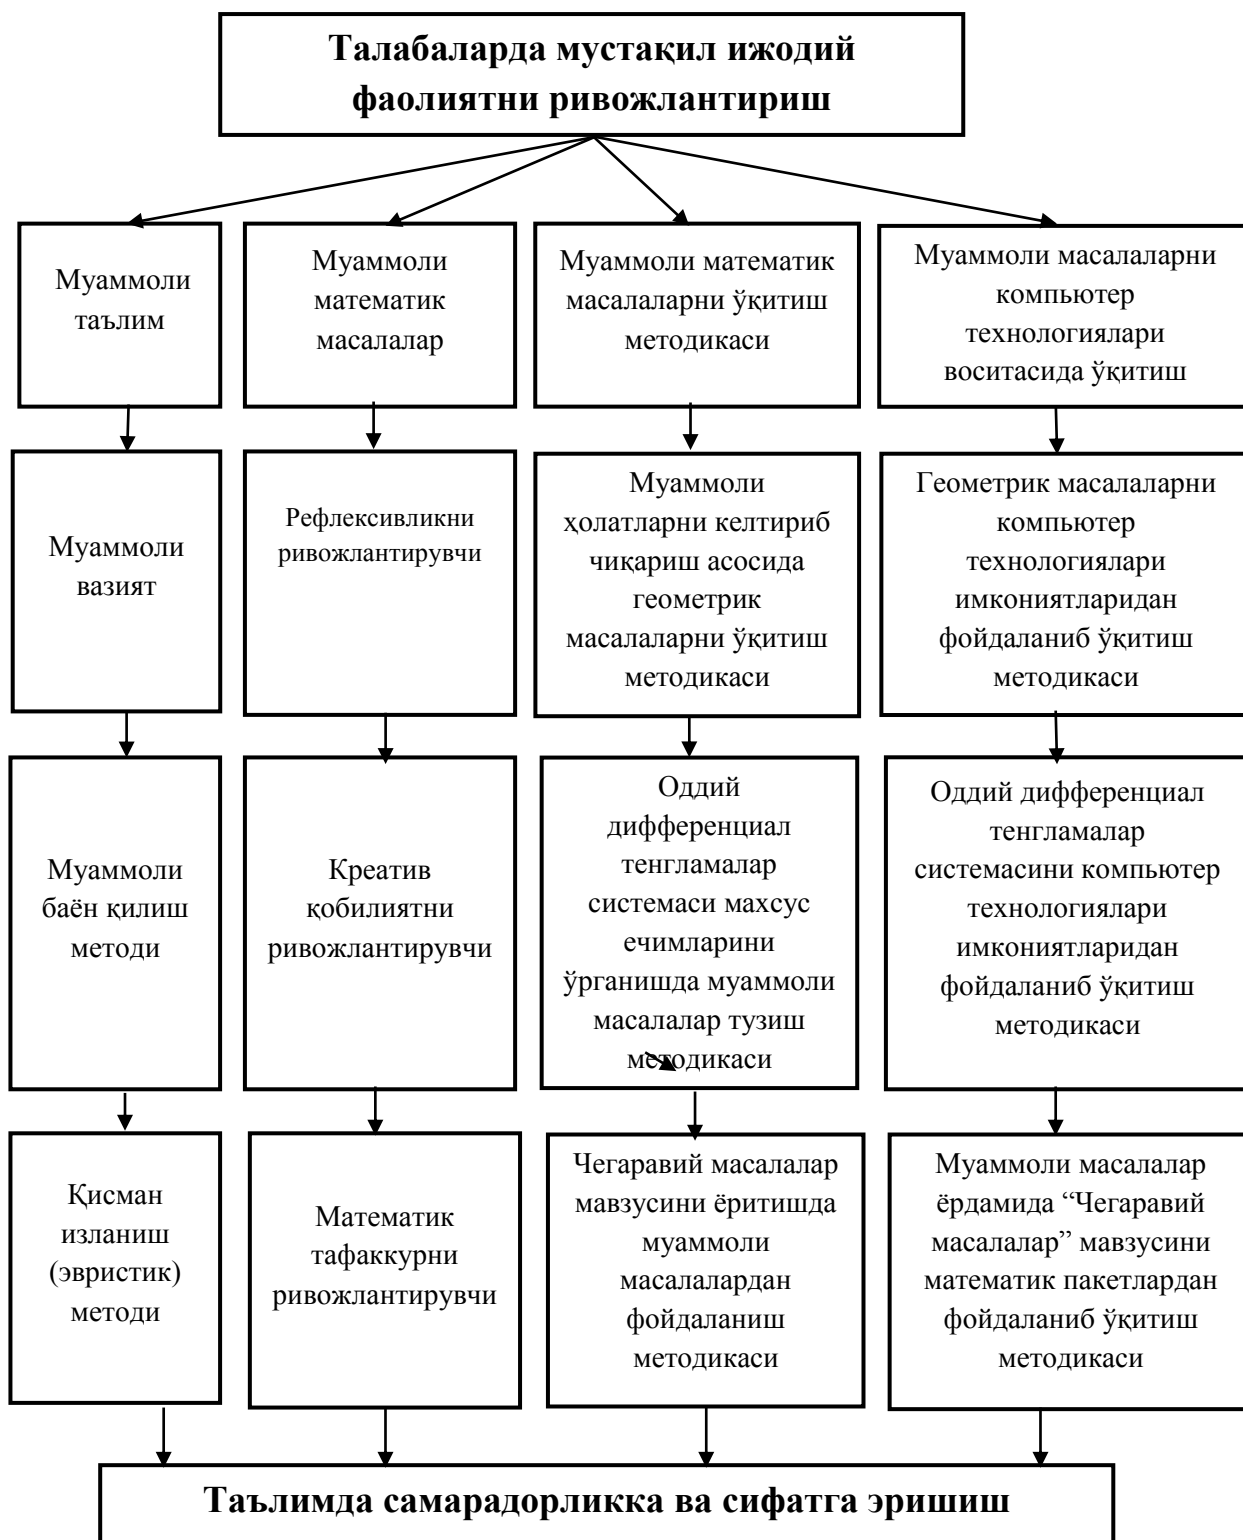 Талабаларда мустақил ижодий
фаолиятни ривожлантириш
Муаммоли
таълим
Муаммоли
математик
масалалар
Муаммоли математик
масалаларни ўқитиш
методикаси
Муаммоли масалаларни
компьютер
технологиялари
воситасида ўқитиш
Муаммоли
вазият
Рефлексивликни
ривожлантирувчи
Муаммоли
ҳолатларни келтириб
чиқариш асосида
геометрик
масалаларни ўқитиш
методикаси
Геометрик масалаларни
компьютер
технологиялари
имкониятларидан
фойдаланиб ўқитиш
методикаси
Муаммоли
баён қилиш
методи
Креатив
қобилиятни
ривожлантирувчи
Оддий
дифференциал
тенгламалар
системаси махсус
ечимларини
ўрганишда муаммоли
масалалар тузиш
методикаси
Оддий дифференциал
тенгламалар
системасини компьютер
технологиялари
имкониятларидан
фойдаланиб ўқитиш
методикаси
Қисман
изланиш
(эвристик)
методи
Математик
тафаккурни
ривожлантирувчи
Чегаравий масалалар
мавзусини ёритишда
муаммоли
масалалардан
фойдаланиш
методикаси
Муаммоли масалалар
ёрдамида “Чегаравий
масалалар” мавзусини
математик пакетлардан
фойдаланиб ўқитиш
методикаси
Таълимда самарадорликка ва сифатга эришиш